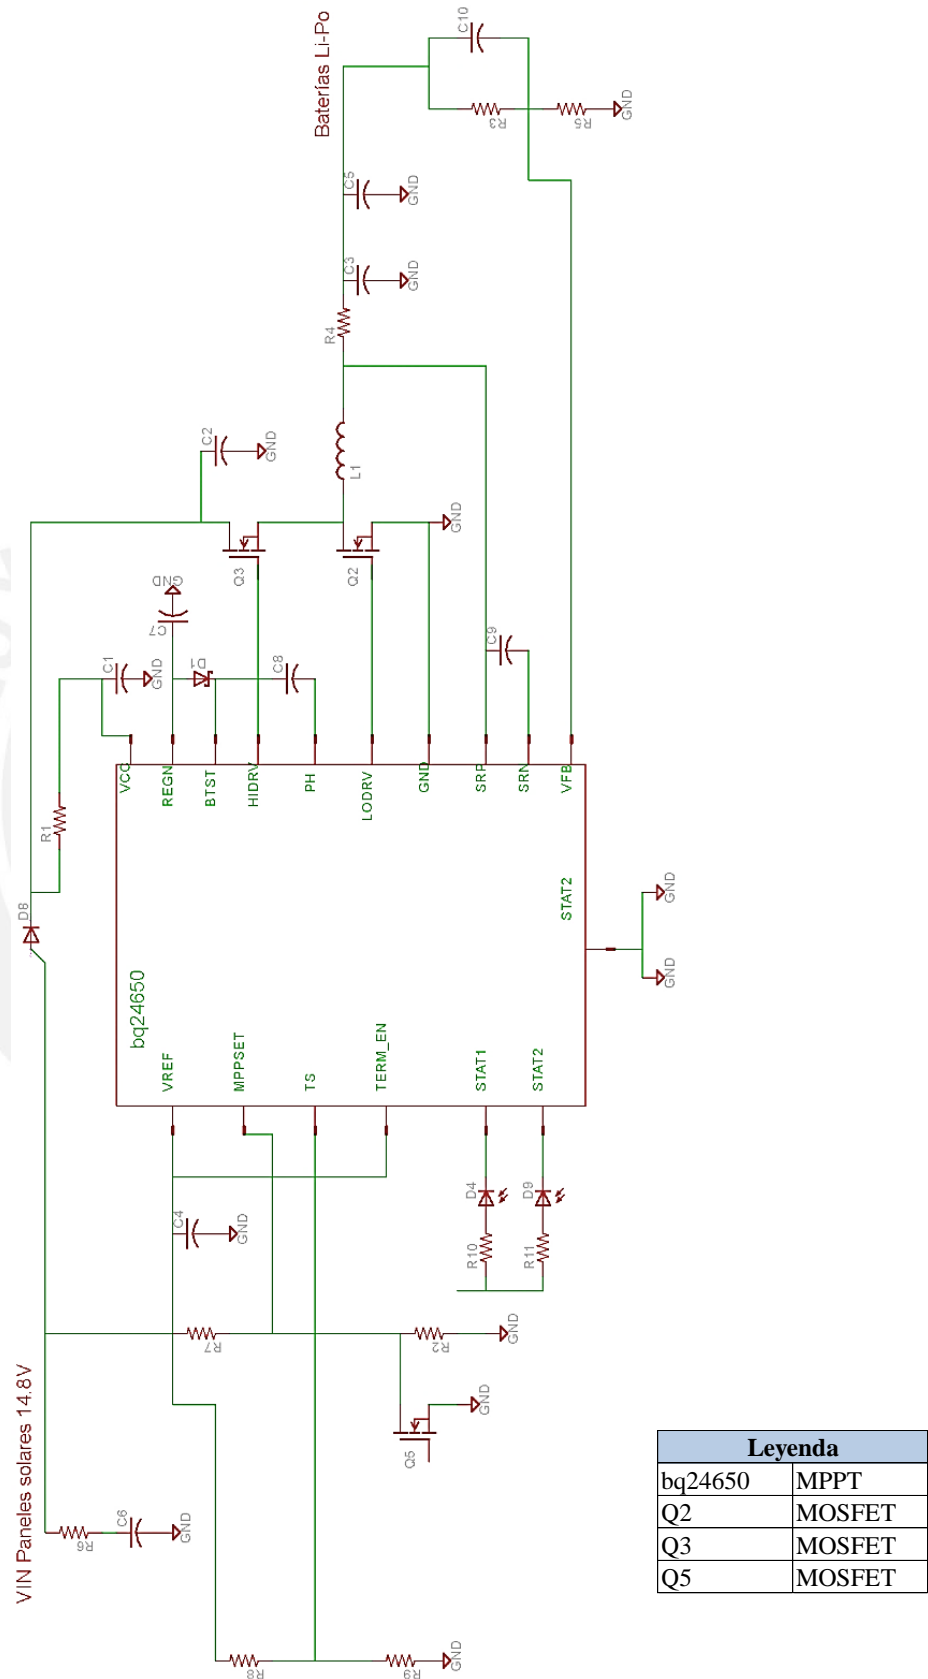 Baterías Li-Po
C10
R3
R5
GND
C5
GND
C3
GND
R4
C2
GND
L1
Q3
Q2
GND
GND
C7
D1
C8
C9
C1
GND
R1
D8
VCC
REGN
BTST
HIDRV
PH
LODRV
GND
SRP
SRN
VFB
STAT2
GND
GND
bq24650
VREF
MPPSET
TS
TERM_EN
STAT1
STAT2
D4
D9
R10
R11
C4
GND
R7
R2
GND
Q5
GND
VIN Paneles solares 14.8V
R6
C6
GND
R8
R9
GND
Leyenda
bq24650 MPPT
Q2 MOSFET
Q3 MOSFET
Q5 MOSFET